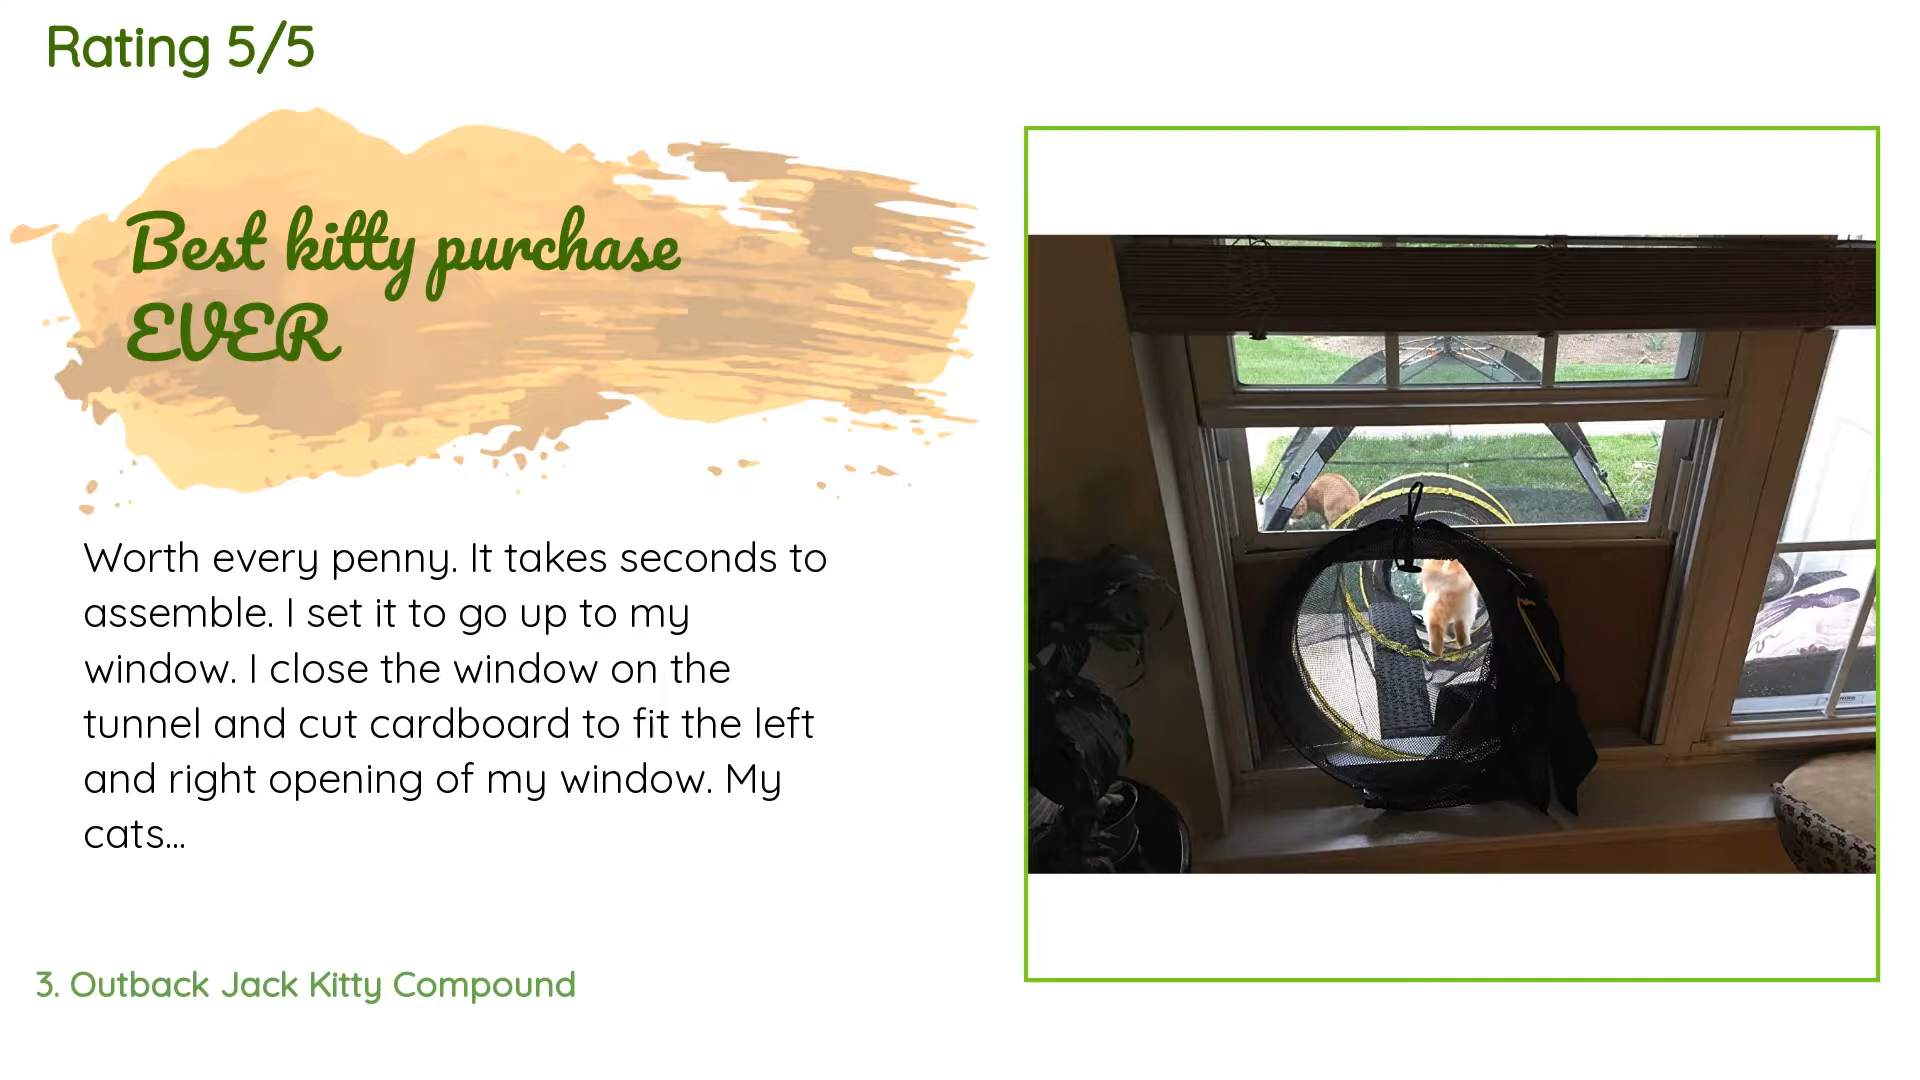 Rating 5/5
Best kitty purchase
EVER
Worth every penny. It takes seconds to
assemble. I set it to go up to my
window. I close the window on the
tunnel and cut cardboard to fit the left
and right opening of my window. My
cats...
3. Outback Jack Kitty Compound